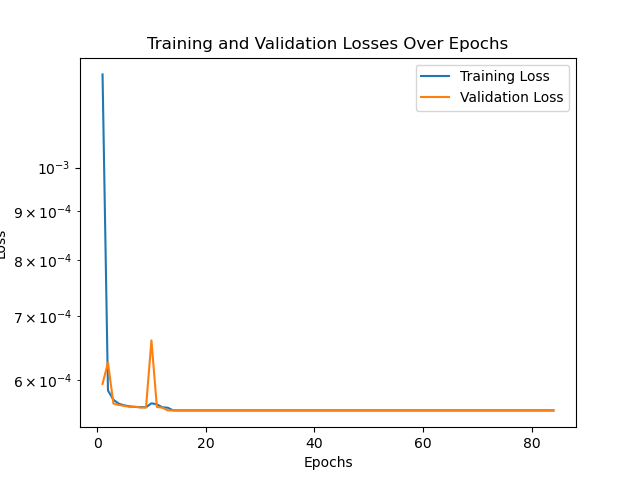 Training and Validation Losses Over Epochs
Training Loss
Validation Loss
10⁻³
9 × 10⁻⁴
8 × 10⁻⁴
7 × 10⁻⁴
6 × 10⁻⁴
Loss
0 20 40 60 80
Epochs